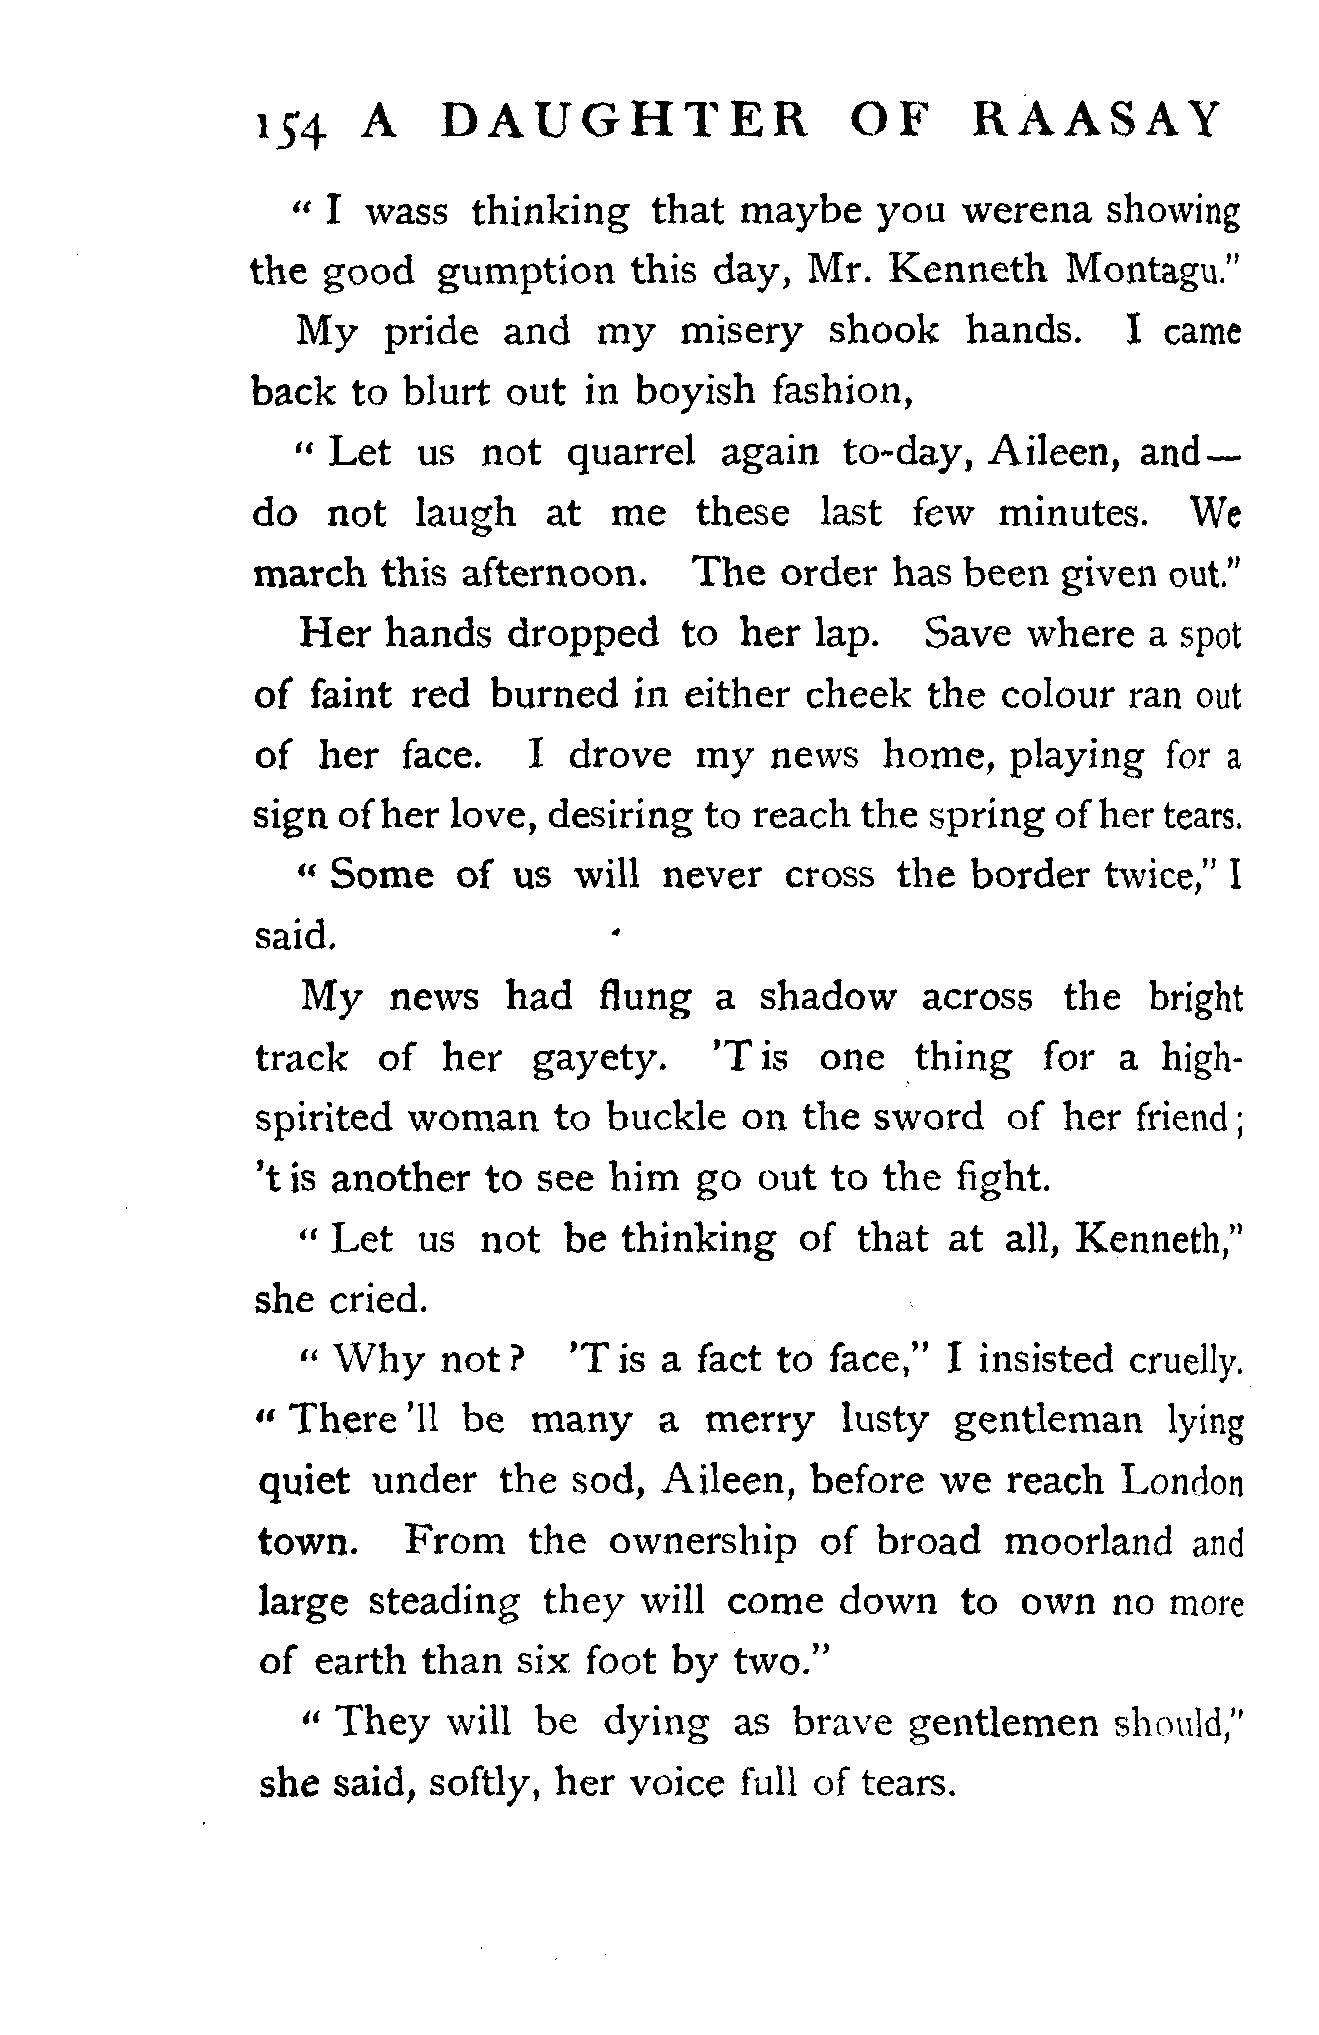 154 A DAUGHTER OF RAASAY
" I wass thinking that maybe you werena showing
the good gumption this day, Mr. Kenneth Montagu."
My pride and my misery shook hands. I came
back to blurt out in boyish fashion,
" Let us not quarrel again to-day, Aileen, and—
do not laugh at me these last few minutes. We
march this afternoon. The order has been given out."
Her hands dropped to her lap. Save where a spot
of faint red burned in either cheek the colour ran out
of her face. I drove my news home, playing for a
sign of her love, desiring to reach the spring of her tears.
" Some of us will never cross the border twice," I
said.
My news had flung a shadow across the bright
track of her gayety. 'T is one thing for a high-
spirited woman to buckle on the sword of her friend;
't is another to see him go out to the fight.
" Let us not be thinking of that at all, Kenneth,"
she cried.
" Why not? 'T is a fact to face," I insisted cruelly.
" There 'll be many a merry lusty gentleman lying
quiet under the sod, Aileen, before we reach London
town. From the ownership of broad moorland and
large steading they will come down to own no more
of earth than six foot by two."
" They will be dying as brave gentlemen should,"
she said, softly, her voice full of tears.